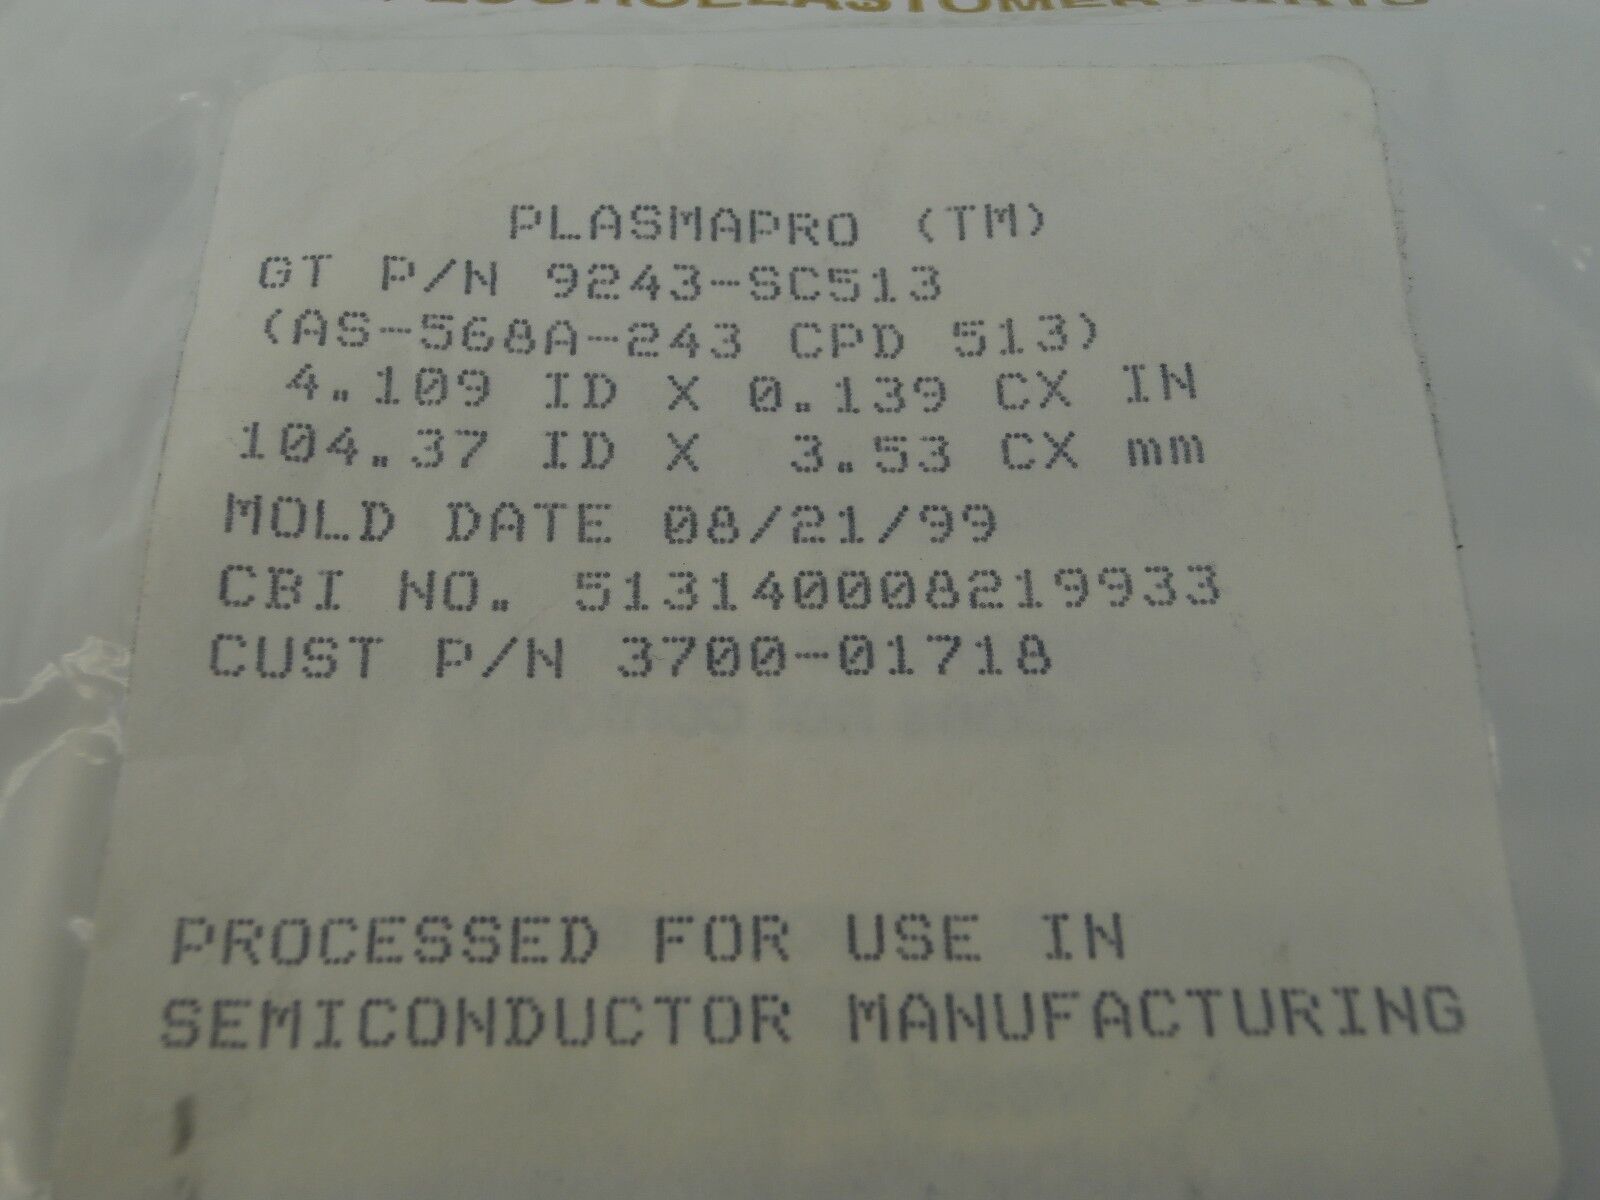 PARTS
PLASMAPRO (TM)
GT P/N 9243-SC513
(AS-568A-243 CPD 513)
4.109 ID X 0.139 CX IN
104.37 ID X 3.53 CX mm
MOLD DATE 08/21/99
CBI NO. 5131400008219933
CUST P/N 3700-01718
PROCESSED FOR USE IN
SEMICONDUCTOR MANUFACTURING